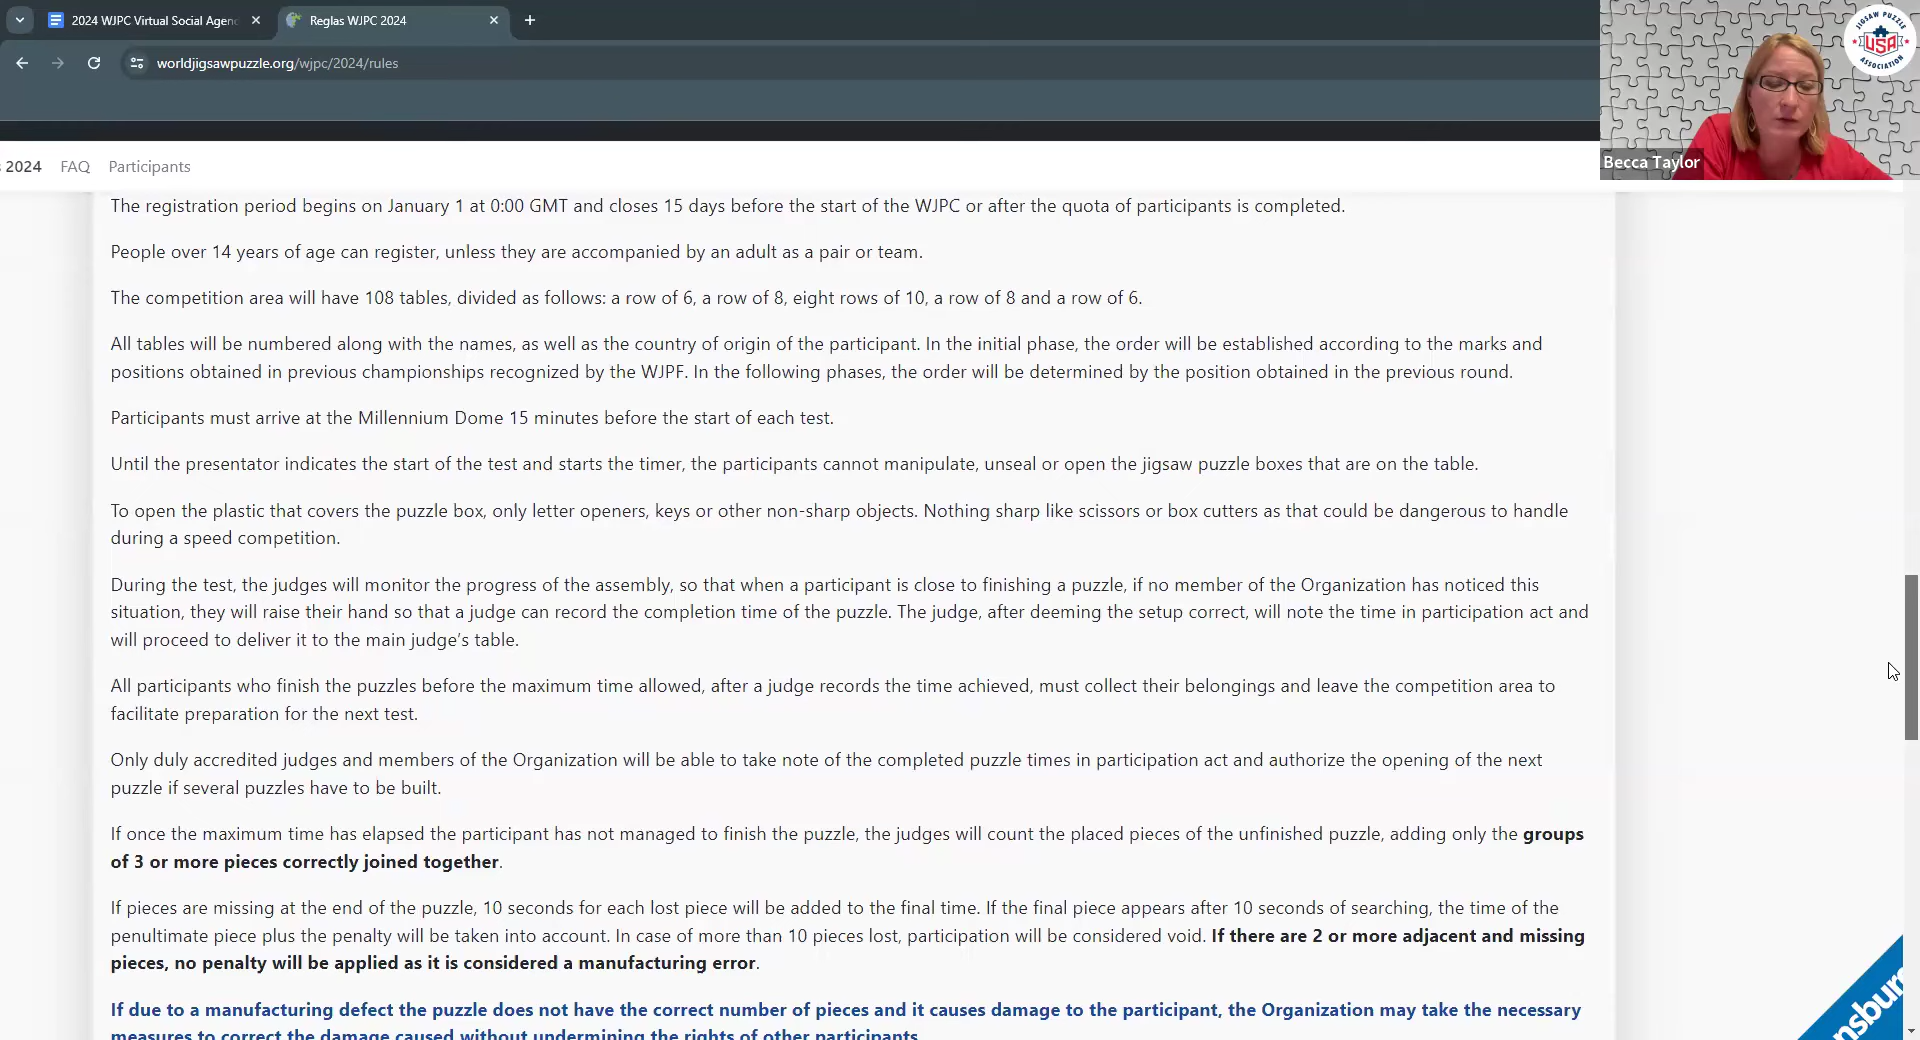 2024 WJPC Virtual Social Agen
Reglas WJPC 2024
worldjigsawpuzzle.org/wjpc/2024/rules
JIGSAW PUZZLE
USA
ASSOCIATION
Becca Taylor
2024 FAQ Participants
The registration period begins on January 1 at 0:00 GMT and closes 15 days before the start of the WJPC or after the quota of participants is completed.
People over 14 years of age can register, unless they are accompanied by an adult as a pair or team.
The competition area will have 108 tables, divided as follows: a row of 6, a row of 8, eight rows of 10, a row of 8 and a row of 6.
All tables will be numbered along with the names, as well as the country of origin of the participant. In the initial phase, the order will be established according to the marks and
positions obtained in previous championships recognized by the WJPF. In the following phases, the order will be determined by the position obtained in the previous round.
Participants must arrive at the Millennium Dome 15 minutes before the start of each test.
Until the presentator indicates the start of the test and starts the timer, the participants cannot manipulate, unseal or open the jigsaw puzzle boxes that are on the table.
To open the plastic that covers the puzzle box, only letter openers, keys or other non-sharp objects. Nothing sharp like scissors or box cutters as that could be dangerous to handle
during a speed competition.
During the test, the judges will monitor the progress of the assembly, so that when a participant is close to finishing a puzzle, if no member of the Organization has noticed this
situation, they will raise their hand so that a judge can record the completion time of the puzzle. The judge, after deeming the setup correct, will note the time in participation act and
will proceed to deliver it to the main judge's table.
All participants who finish the puzzles before the maximum time allowed, after a judge records the time achieved, must collect their belongings and leave the competition area to
facilitate preparation for the next test.
Only duly accredited judges and members of the Organization will be able to take note of the completed puzzle times in participation act and authorize the opening of the next
puzzle if several puzzles have to be built.
If once the maximum time has elapsed the participant has not managed to finish the puzzle, the judges will count the placed pieces of the unfinished puzzle, adding only the groups
of 3 or more pieces correctly joined together.
If pieces are missing at the end of the puzzle, 10 seconds for each lost piece will be added to the final time. If the final piece appears after 10 seconds of searching, the time of the
penultimate piece plus the penalty will be taken into account. In case of more than 10 pieces lost, participation will be considered void. If there are 2 or more adjacent and missing
pieces, no penalty will be applied as it is considered a manufacturing error.
If due to a manufacturing defect the puzzle does not have the correct number of pieces and it causes damage to the participant, the Organization may take the necessary
measures to correct the damage caused without undermining the rights of other participants.
nsbur